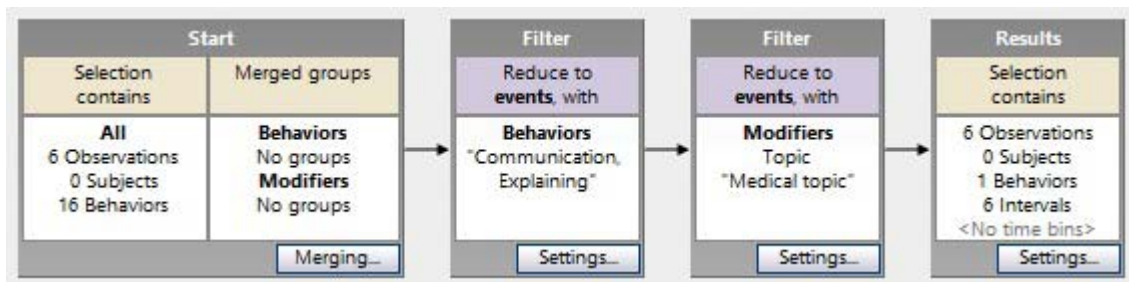 Start
Selection
contains
Merged groups
All
6 Observations
0 Subjects
16 Behaviors
Behaviors
No groups
Modifiers
No groups
Merging...
Filter
Reduce to
events, with
Behaviors
"Communication,
Explaining"
Settings...
Filter
Reduce to
events, with
Modifiers
Topic
"Medical topic"
Settings...
Results
Selection
contains
6 Observations
0 Subjects
1 Behaviors
6 Intervals
<No time bins>
Settings...